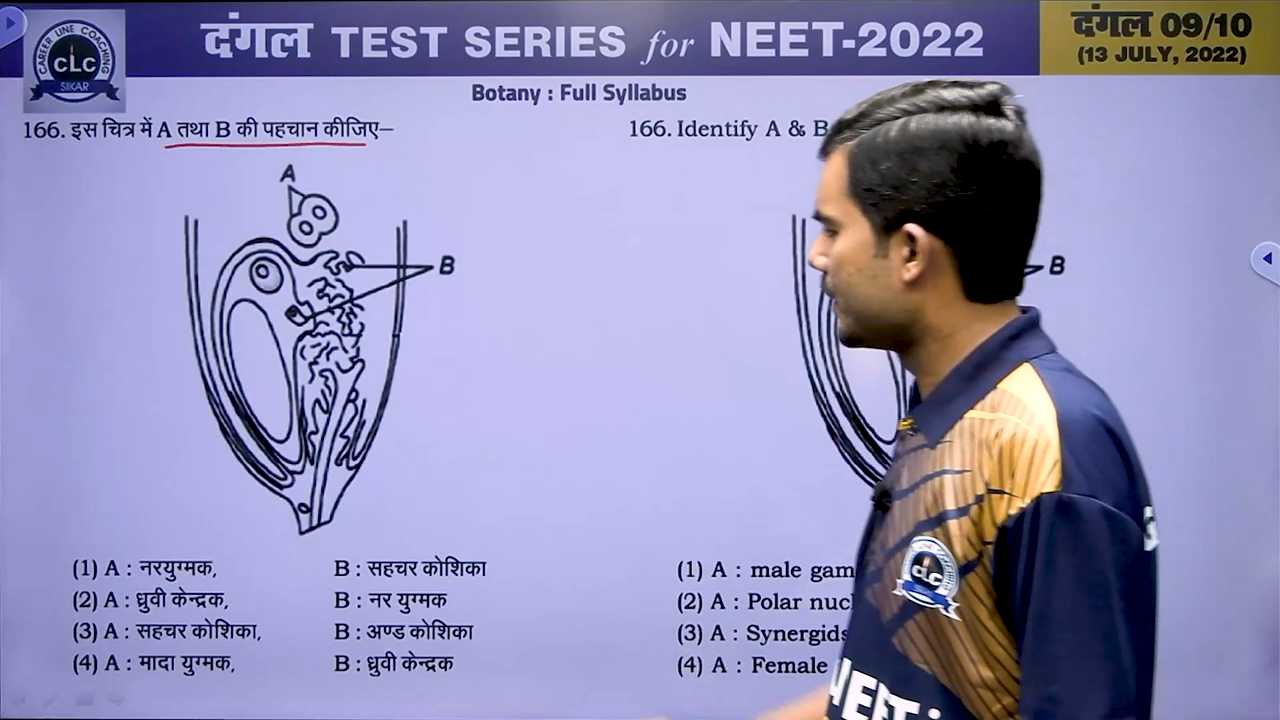 दंगल TEST SERIES for NEET-2022
दंगल 09/10
(13 JULY, 2022)
CAREER LINE COACHING
CLC
SIKAR
Botany : Full Syllabus
166. इस चित्र में A तथा B की पहचान कीजिए–
A
B
(1) A : नरयुग्मक, B : सहचर कोशिका
(2) A : ध्रुवी केन्द्रक, B : नर युग्मक
(3) A : सहचर कोशिका, B : अण्ड कोशिका
(4) A : मादा युग्मक, B : ध्रुवी केन्द्रक
166. Identify A & B
B
(1) A : male gam
(2) A : Polar nuc
(3) A : Synergids
(4) A : Female
CLC
NEET